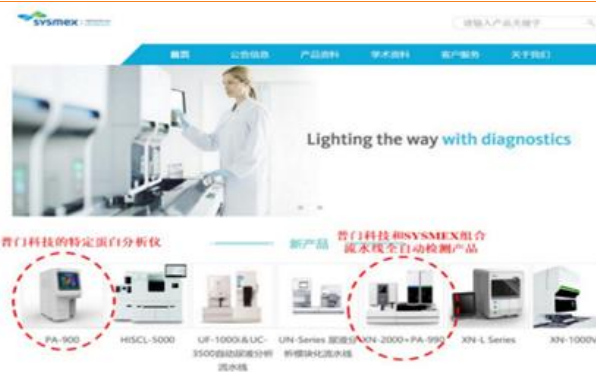 sysmex
请输入产品关键字
首页 公告信息 产品资料 学术资料 客户服务 关于我们
Lighting the way with diagnostics
普门科技的特定蛋白分析仪
新产品
普门科技和SYSMEX组合
流水线全自动检测产品
PA-900
HISCL-5000
UF-1000i&UC-
3500自动尿液分析
流水线
UN-Series 尿液分
析模块化流水线
XN-2000+PA-990
XN-L Series
XN-1000V